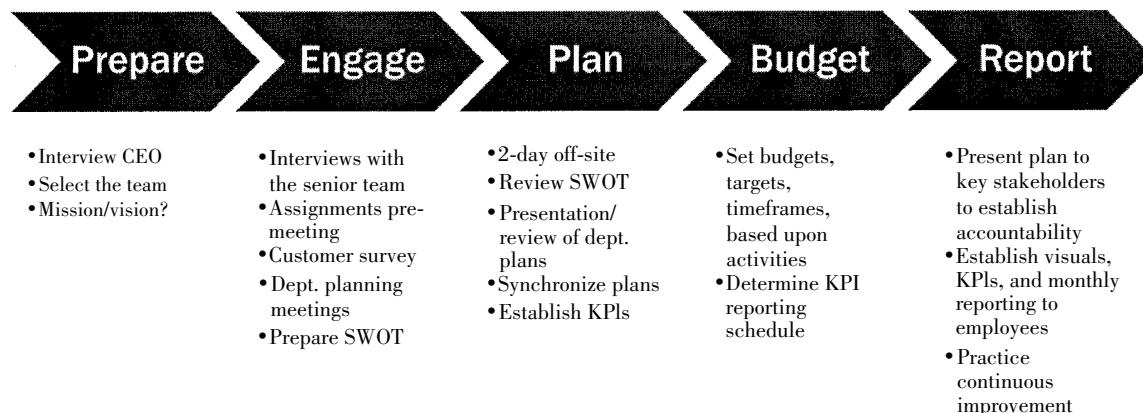 Prepare
Engage
Plan
Budget
Report
•Interview CEO
•Select the team
•Mission/vision?
•Interviews with
the senior team
•Assignments pre-
meeting
•Customer survey
•Dept. planning
meetings
•Prepare SWOT
•2-day off-site
•Review SWOT
•Presentation/
review of dept.
plans
•Synchronize plans
•Establish KPls
•Set budgets,
targets,
timeframes,
based upon
activities
•Determine KPI
reporting
schedule
•Present plan to
key stakeholders
to establish
accountability
•Establish visuals,
KPls, and monthly
reporting to
employees
•Practice
continuous
improvement